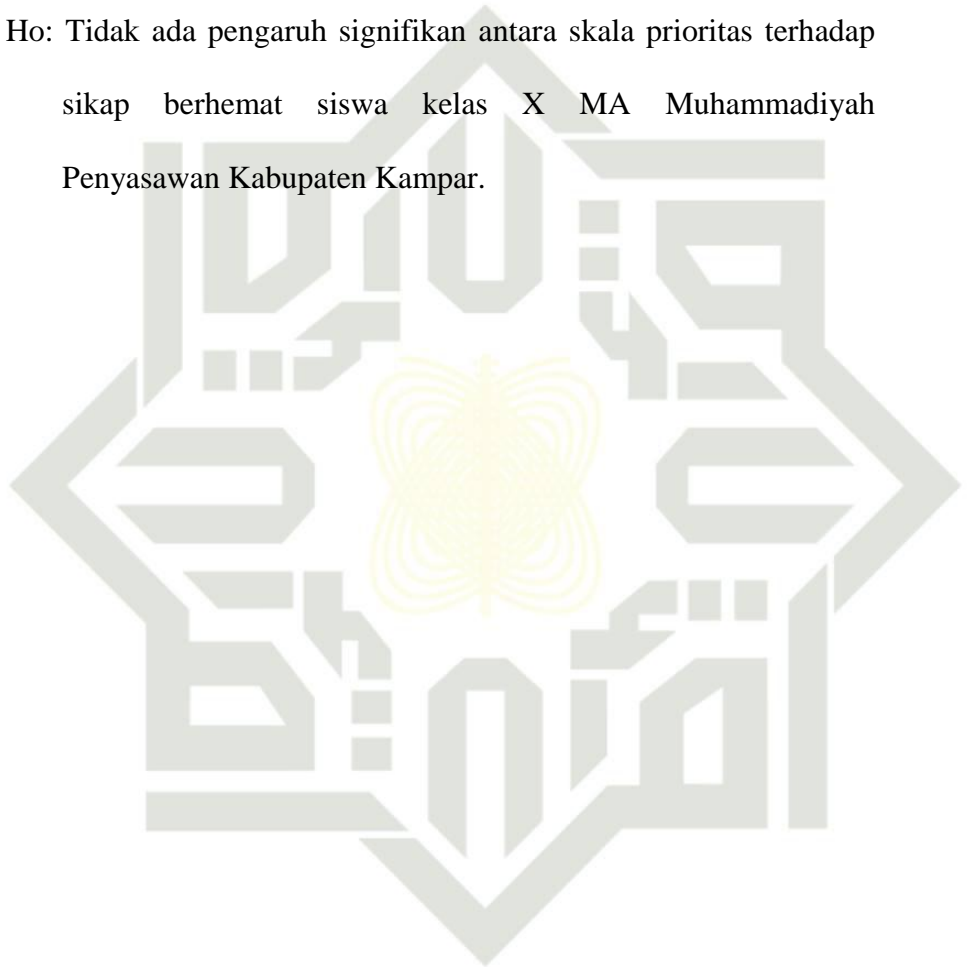 Ho: Tidak ada pengaruh signifikan antara skala prioritas terhadap
sikap berhemat siswa kelas X MA Muhammadiyah
Penyasawan Kabupaten Kampar.